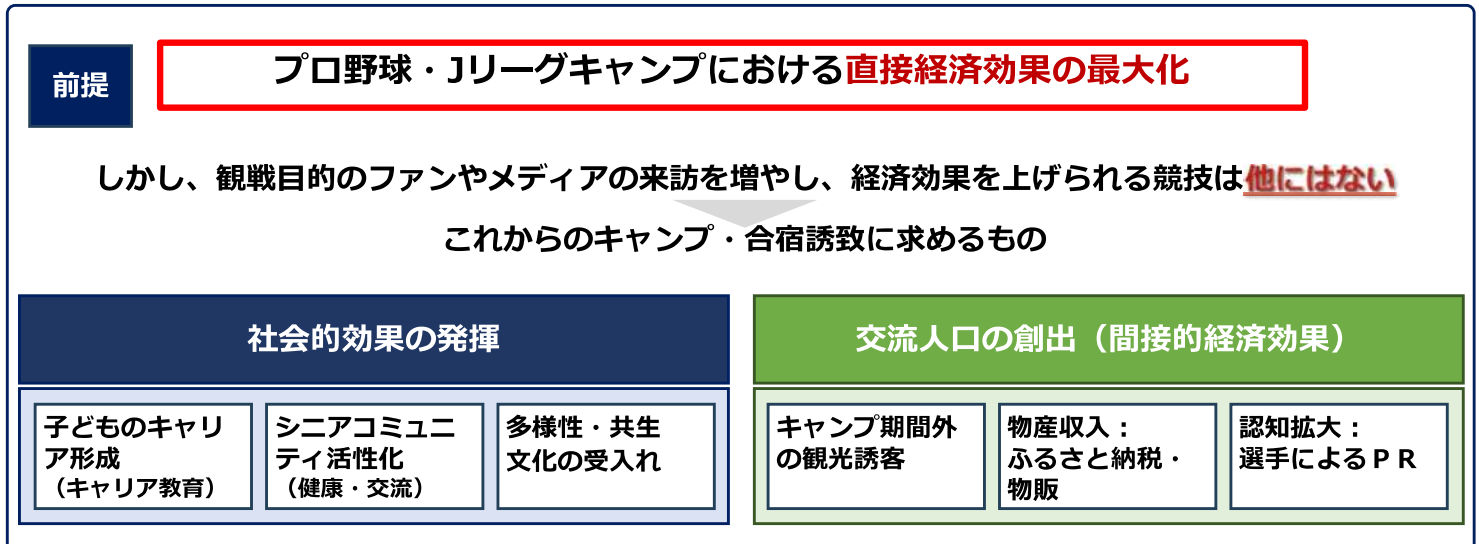 前提
プロ野球・Jリーグキャンプにおける直接経済効果の最大化
しかし、観戦目的のファンやメディアの来訪を増やし、経済効果を上げられる競技は他にはない
これからのキャンプ・合宿誘致に求めるもの
社会的効果の発揮
子どものキャリ
ア形成
（キャリア教育）
シニアコミュニ
ティ活性化
（健康・交流）
多様性・共生
文化の受入れ
交流人口の創出（間接的経済効果）
キャンプ期間外
の観光誘客
物産収入：
ふるさと納税・
物販
認知拡大：
選手によるＰＲ